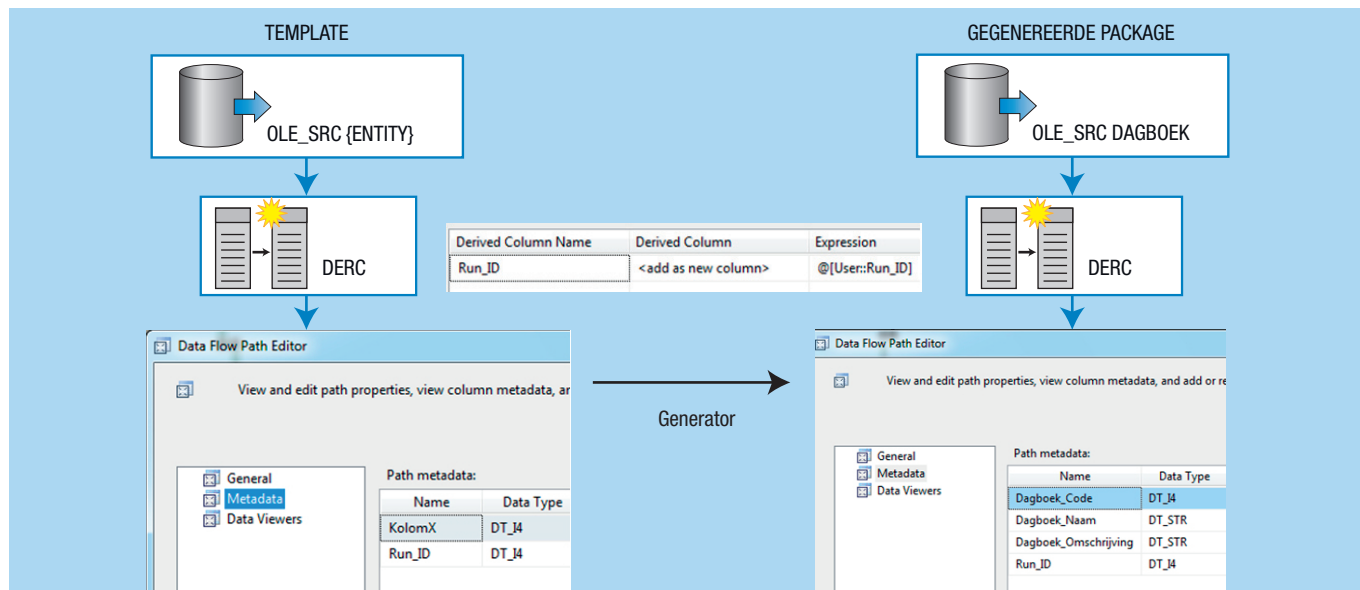 TEMPLATE
OLE_SRC {ENTITY}
DERC
Data Flow Path Editor
View and edit path properties, view column metadata, ar
General
Metadata
Data Viewers
Path metadata:
Name Data Type
KolomX DT_I4
Run_ID DT_I4
Derived Column Name Derived Column Expression
Run_ID <add as new column> @[User::Run_ID]
Generator
GEGENEREERDE PACKAGE
OLE_SRC DAGBOEK
DERC
Data Flow Path Editor
View and edit path properties, view column metadata, and add or re
General
Metadata
Data Viewers
Path metadata:
Name Data Type
Dagboek_Code DT_I4
Dagboek_Naam DT_STR
Dagboek_Omschrijving DT_STR
Run_ID DT_I4